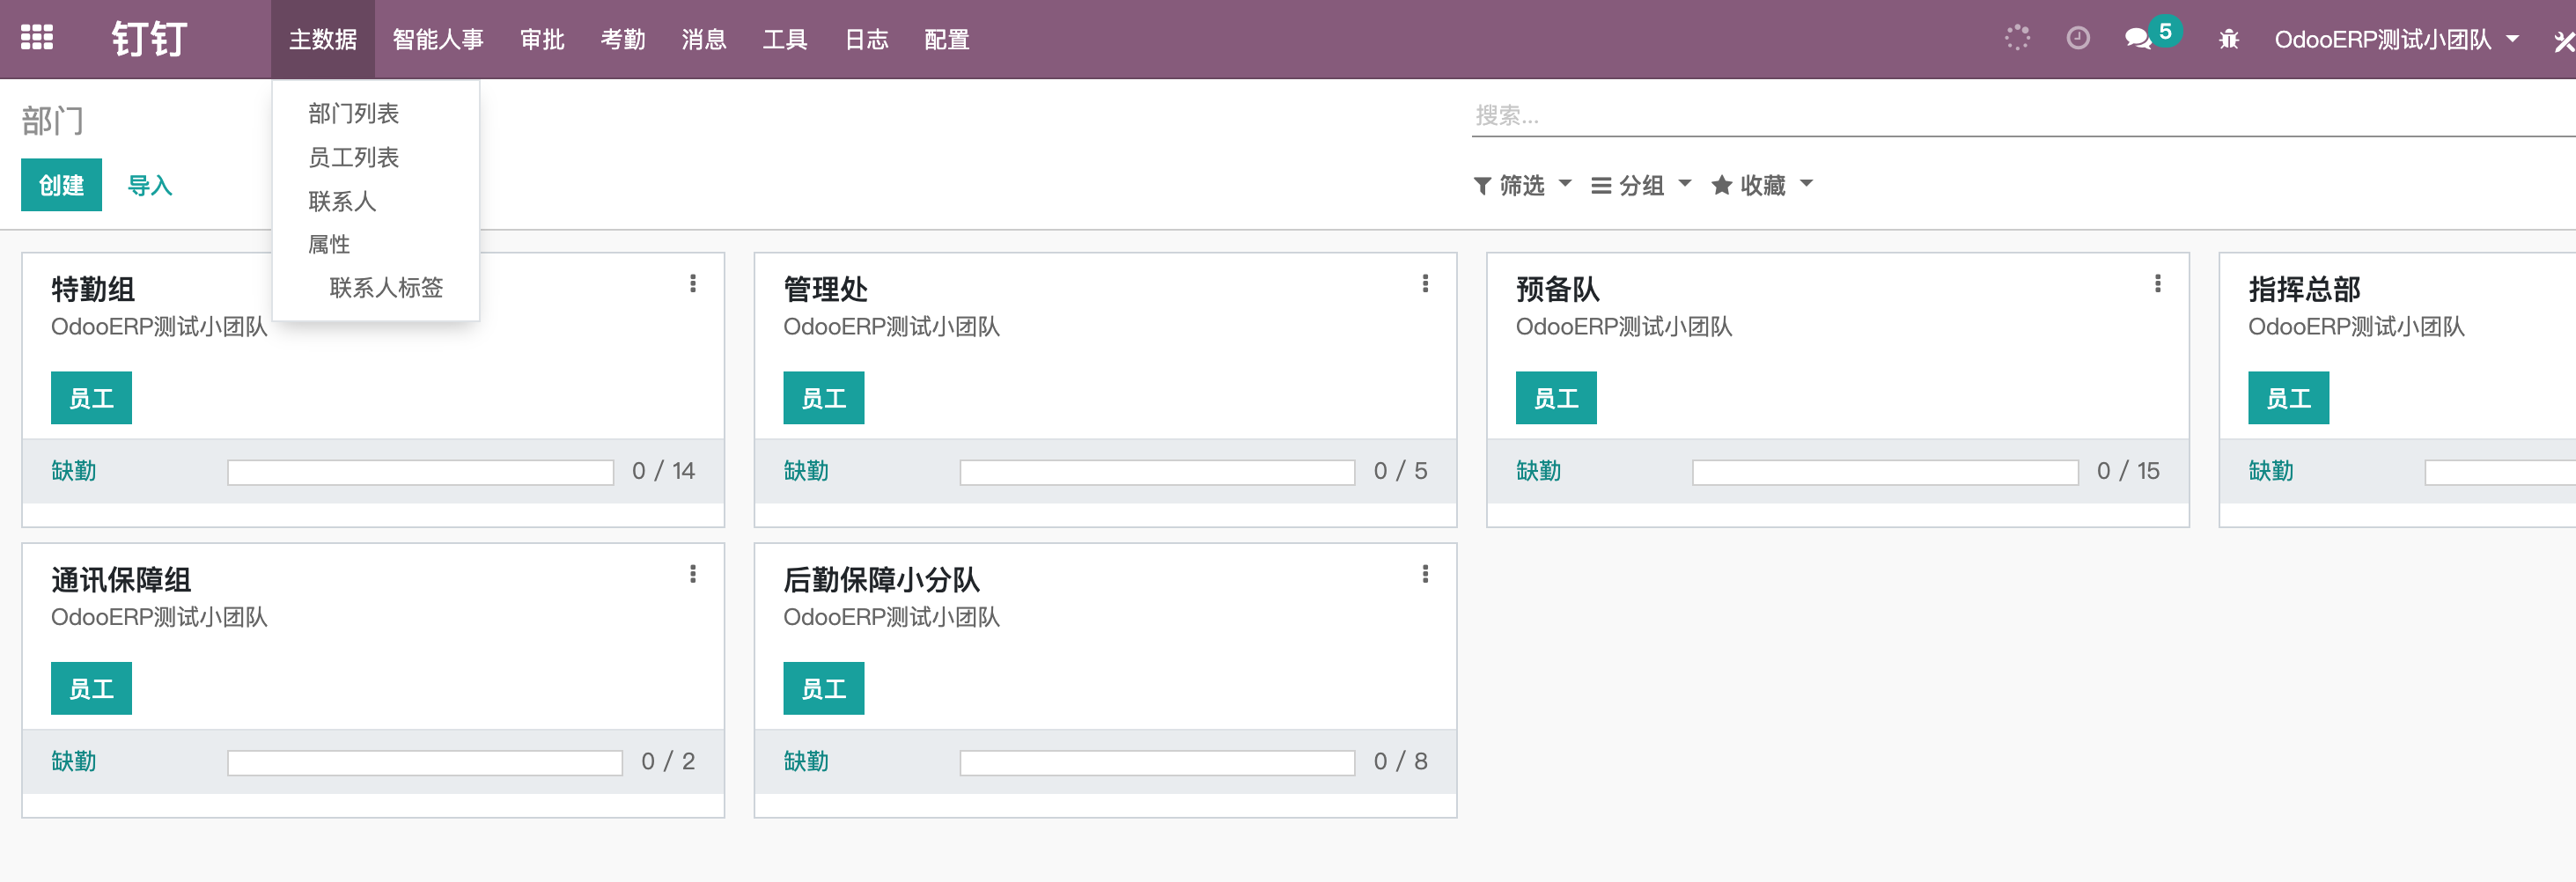 钉钉 主数据 智能人事 审批 考勤 消息 工具 日志 配置 5 OdooERP测试小团队
部门列表
员工列表
联系人
属性
联系人标签
部门
搜索...
创建 导入
筛选 分组 收藏
特勤组
OdooERP测试小团队
员工
缺勤 0 / 14
管理处
OdooERP测试小团队
员工
缺勤 0 / 5
预备队
OdooERP测试小团队
员工
缺勤 0 / 15
指挥总部
OdooERP测试小团队
员工
缺勤
通讯保障组
OdooERP测试小团队
员工
缺勤 0 / 2
后勤保障小分队
OdooERP测试小团队
员工
缺勤 0 / 8